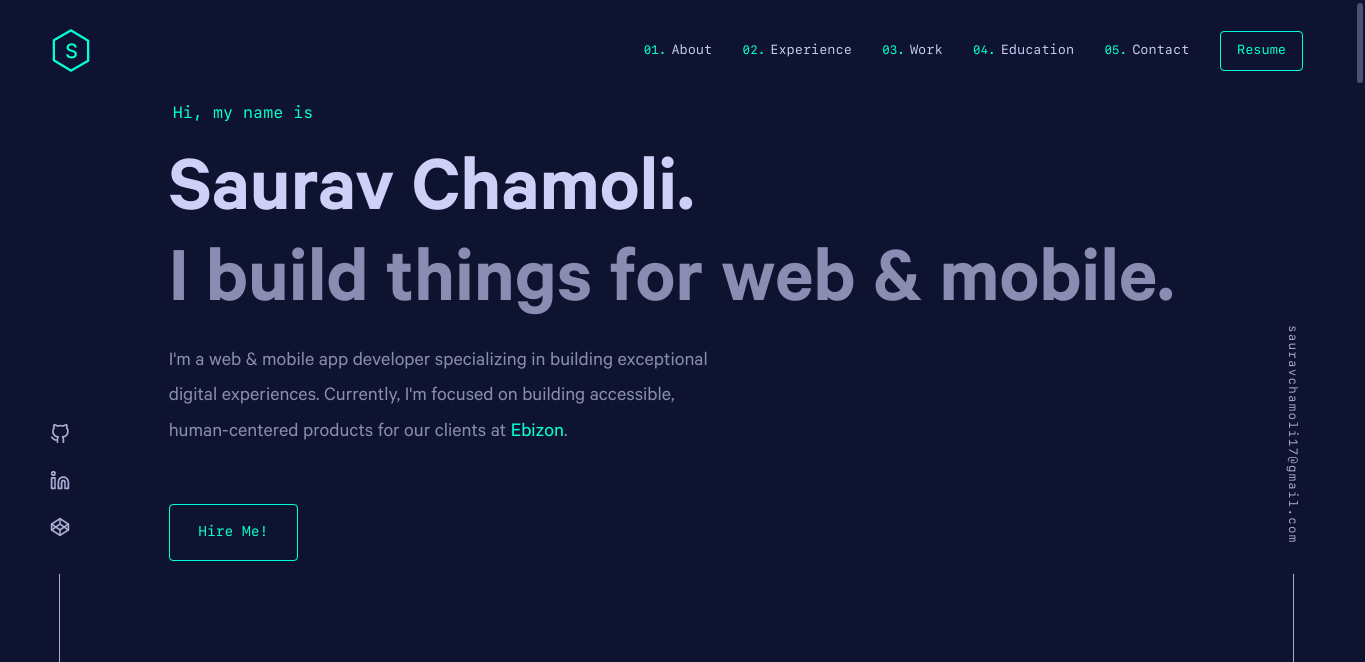 S
01. About 02. Experience 03. Work 04. Education 05. Contact Resume
Hi, my name is
Saurav Chamoli.
I build things for web & mobile.
I'm a web & mobile app developer specializing in building exceptional
digital experiences. Currently, I'm focused on building accessible,
human-centered products for our clients at Ebizon.
Hire Me!
sauravchamoli17@gmail.com